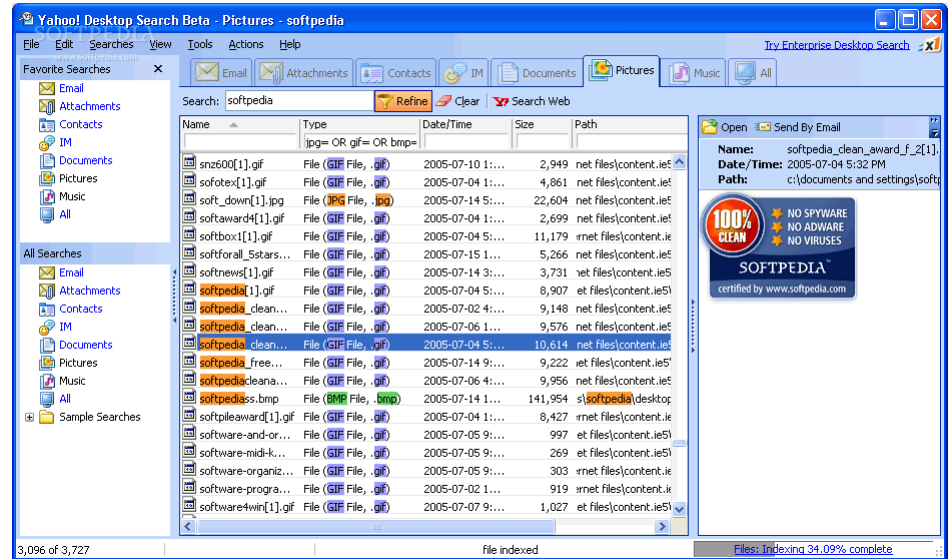 Yahoo! Desktop Search Beta - Pictures - softpedia
SOFTPEDIA
www.softpedia.com
File Edit Searches View Tools Actions Help Try Enterprise Desktop Search x1
Favorite Searches x
Email
Attachments
Contacts
IM
Documents
Pictures
Music
All
All Searches
Email
Attachments
Contacts
IM
Documents
Pictures
Music
All
Sample Searches
Email Attachments Contacts IM Documents Pictures Music All
Search: softpedia Refine Clear Y? Search Web
Name Type Date/Time Size Path
jpg= OR gif= OR bmp=
snz600[1].gif File (GIF File, .gif) 2005-07-10 1:... 2,949 net files\content.ie5
sofotex[1].gif File (GIF File, .gif) 2005-07-04 1:... 4,861 net files\content.ie5
soft_down[1].jpg File (JPG File, .jpg) 2005-07-14 5:... 22,604 net files\content.ie5
softaward4[1].gif File (GIF File, .gif) 2005-07-04 1:... 2,699 net files\content.ie5
softbox1[1].gif File (GIF File, .gif) 2005-07-04 5:... 11,179 rnet files\content.ie
softforall_5stars... File (GIF File, .gif) 2005-07-15 1... 5,266 net files\content.ie5
softnews[1].gif File (GIF File, .gif) 2005-07-14 3:... 3,731 net files\content.ie5
softpedia[1].gif File (GIF File, .gif) 2005-07-04 5:... 8,907 et files\content.ie5\
softpedia_clean... File (GIF File, .gif) 2005-07-02 4:... 9,148 net files\content.ie5
softpedia_clean... File (GIF File, .gif) 2005-07-06 1... 9,576 net files\content.ie5
softpedia_clean... File (GIF File, .gif) 2005-07-04 5:... 10,614 net files\content.ie5
softpedia_free... File (GIF File, .gif) 2005-07-14 9:... 9,222 net files\content.ie5
softpediacleana... File (GIF File, .gif) 2005-07-06 4:... 9,956 net files\content.ie5
softpediass.bmp File (BMP File, .bmp) 2005-07-14 1... 141,954 s\softpedia\desktop
softpileaward[1].gif File (GIF File, .gif) 2005-07-04 1:... 8,427 rnet files\content.ie
software-and-or... File (GIF File, .gif) 2005-07-05 9:... 997 et files\content.ie5\
software-midi-k... File (GIF File, .gif) 2005-07-05 9:... 269 et files\content.ie5\
software-organiz... File (GIF File, .gif) 2005-07-05 9:... 303 ernet files\content.ie
software-progra... File (GIF File, .gif) 2005-07-02 1... 919 ernet files\content.ie
software4win[1].gif File (GIF File, .gif) 2005-07-07 9:... 1,027 et files\content.ie5\
Open Send By Email
Name: softpedia_clean_award_f_2[1].
Date/Time: 2005-07-04 5:32 PM
Path: c:\documents and settings\softp
100% CLEAN
NO SPYWARE
NO ADWARE
NO VIRUSES
SOFTPEDIA
certified by www.softpedia.com
3,096 of 3,727 file indexed Files: Indexing 34.09% complete